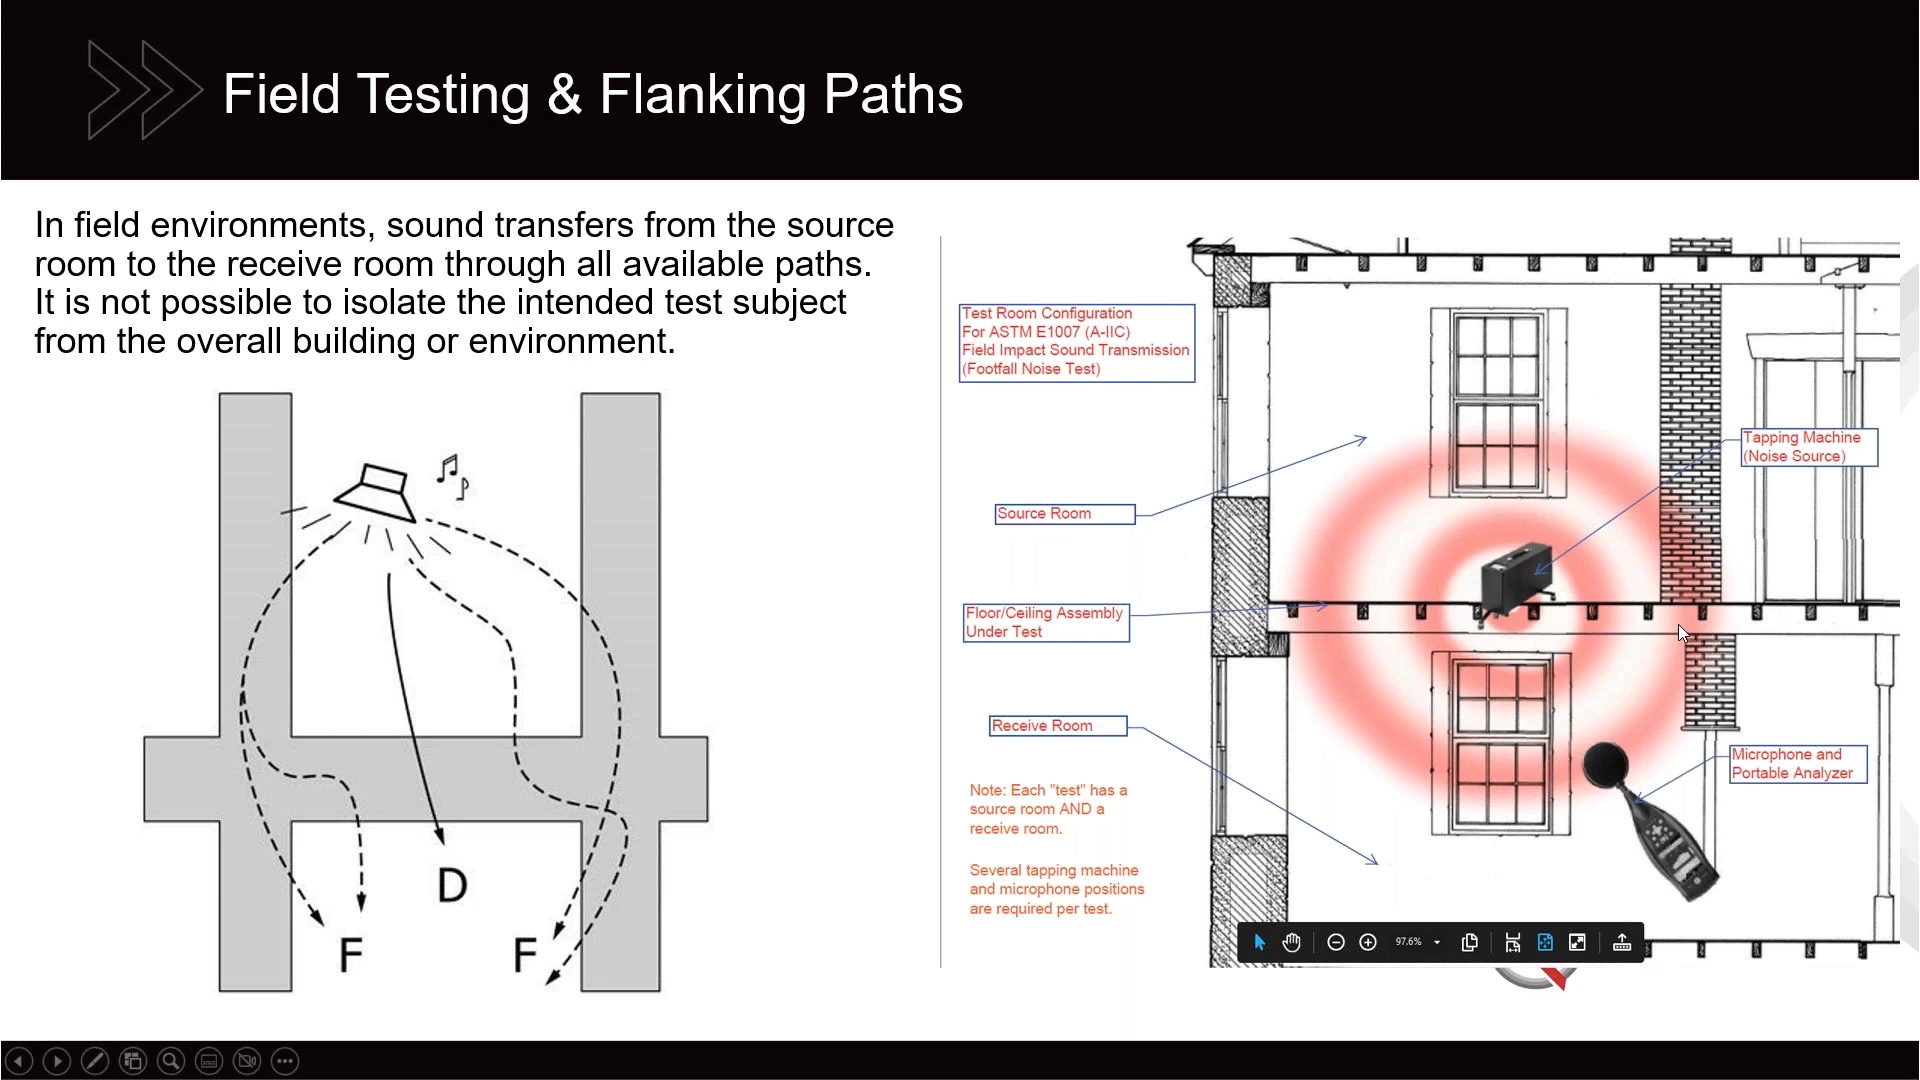 Field Testing & Flanking Paths
In field environments, sound transfers from the source
room to the receive room through all available paths.
It is not possible to isolate the intended test subject
from the overall building or environment.
D
F
F
Test Room Configuration
For ASTM E1007 (A-IIC)
Field Impact Sound Transmission
(Footfall Noise Test)
Tapping Machine
(Noise Source)
Source Room
Floor/Ceiling Assembly
Under Test
Receive Room
Microphone and
Portable Analyzer
Note: Each "test" has a
source room AND a
receive room.
Several tapping machine
and microphone positions
are required per test.
97.6%